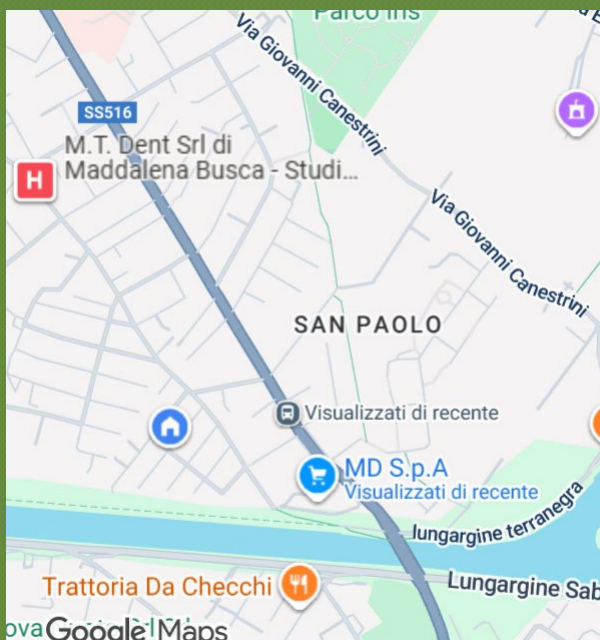 Parco Iris
Via Giovanni Canestrini
SS516
M.T. Dent Srl di
Maddalena Busca - Studi...
H
Via Giovanni Canestrini
SAN PAOLO
Visualizzati di recente
MD S.p.A
Visualizzati di recente
lungargine terranegra
Trattoria Da Checchi
Lungargine Sab
Google Maps